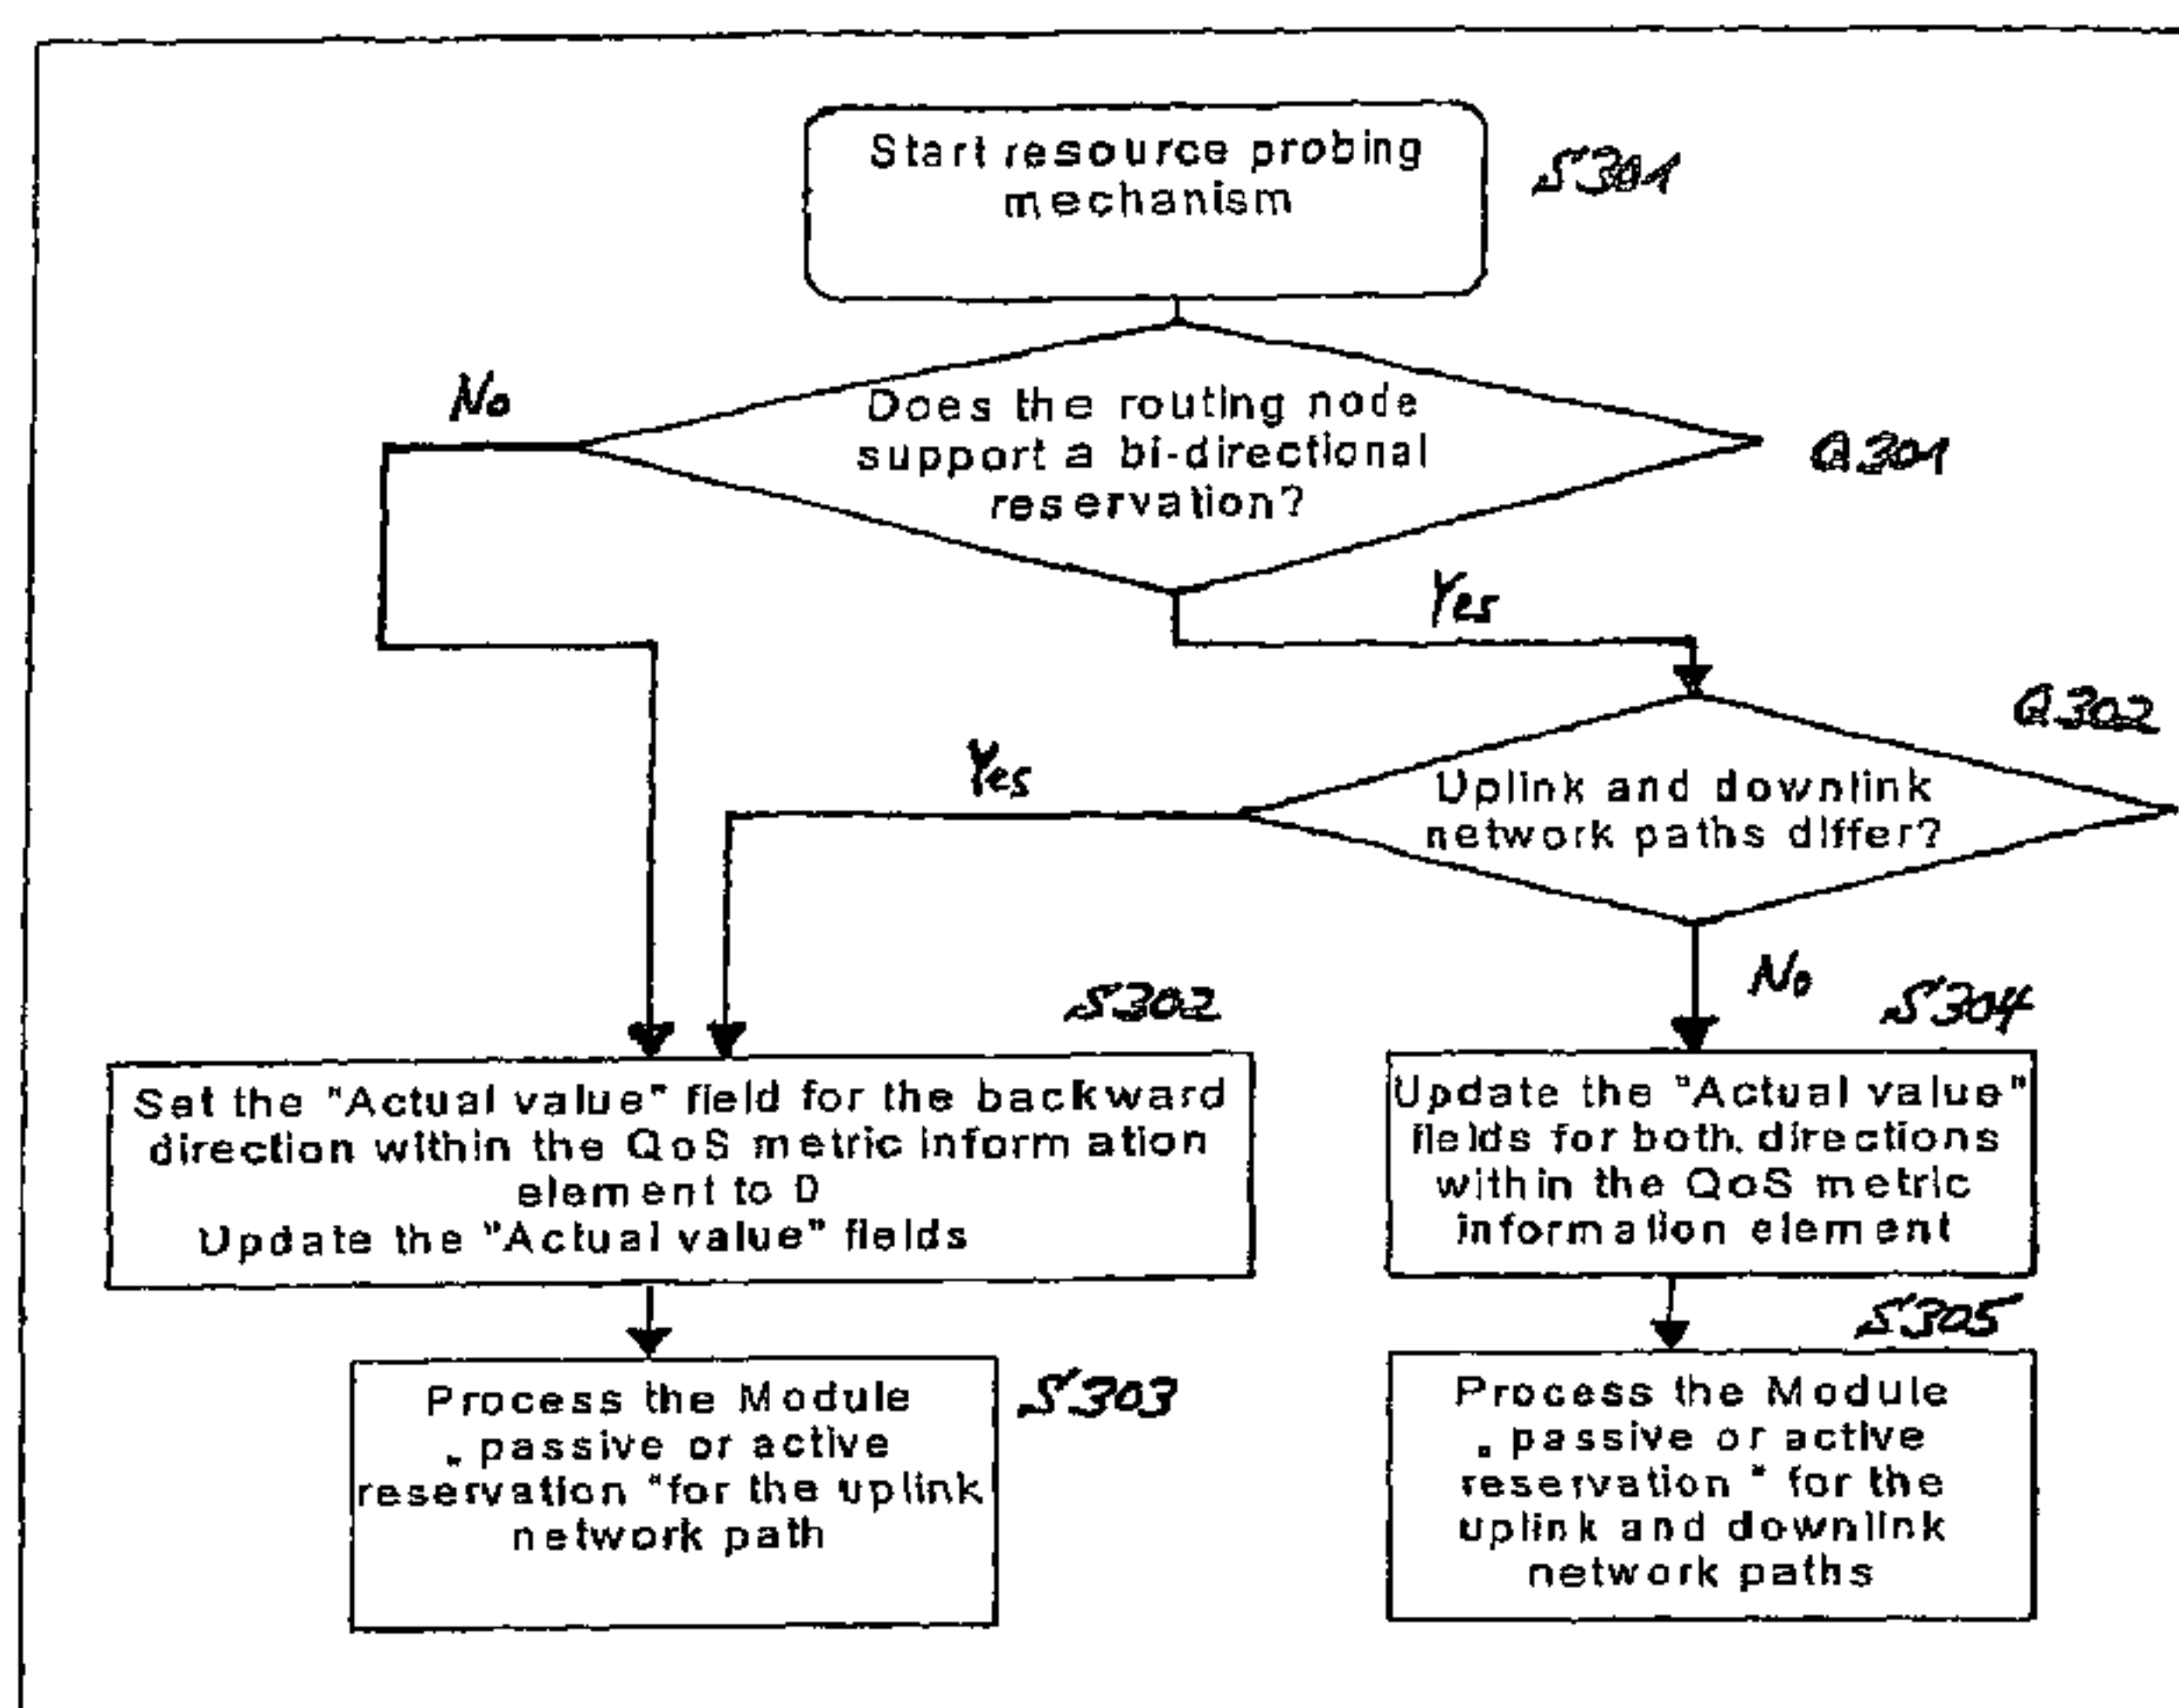 Start resource probing
mechanism
S301
No
Does the routing node
support a bi-directional
reservation?
Q301
Yes
Q302
Yes
Uplink and downlink
network paths differ?
No
S302
S304
Set the "Actual value" field for the backward
direction within the QoS metric information
element to 0
Update the "Actual value" fields
Update the "Actual value"
fields for both. directions
within the QoS metric
information element
S305
Process the Module
„ passive or active
reservation “for the uplink
network path
S303
Process the Module
„ passive or active
reservation “ for the
uplink and downlink
network paths